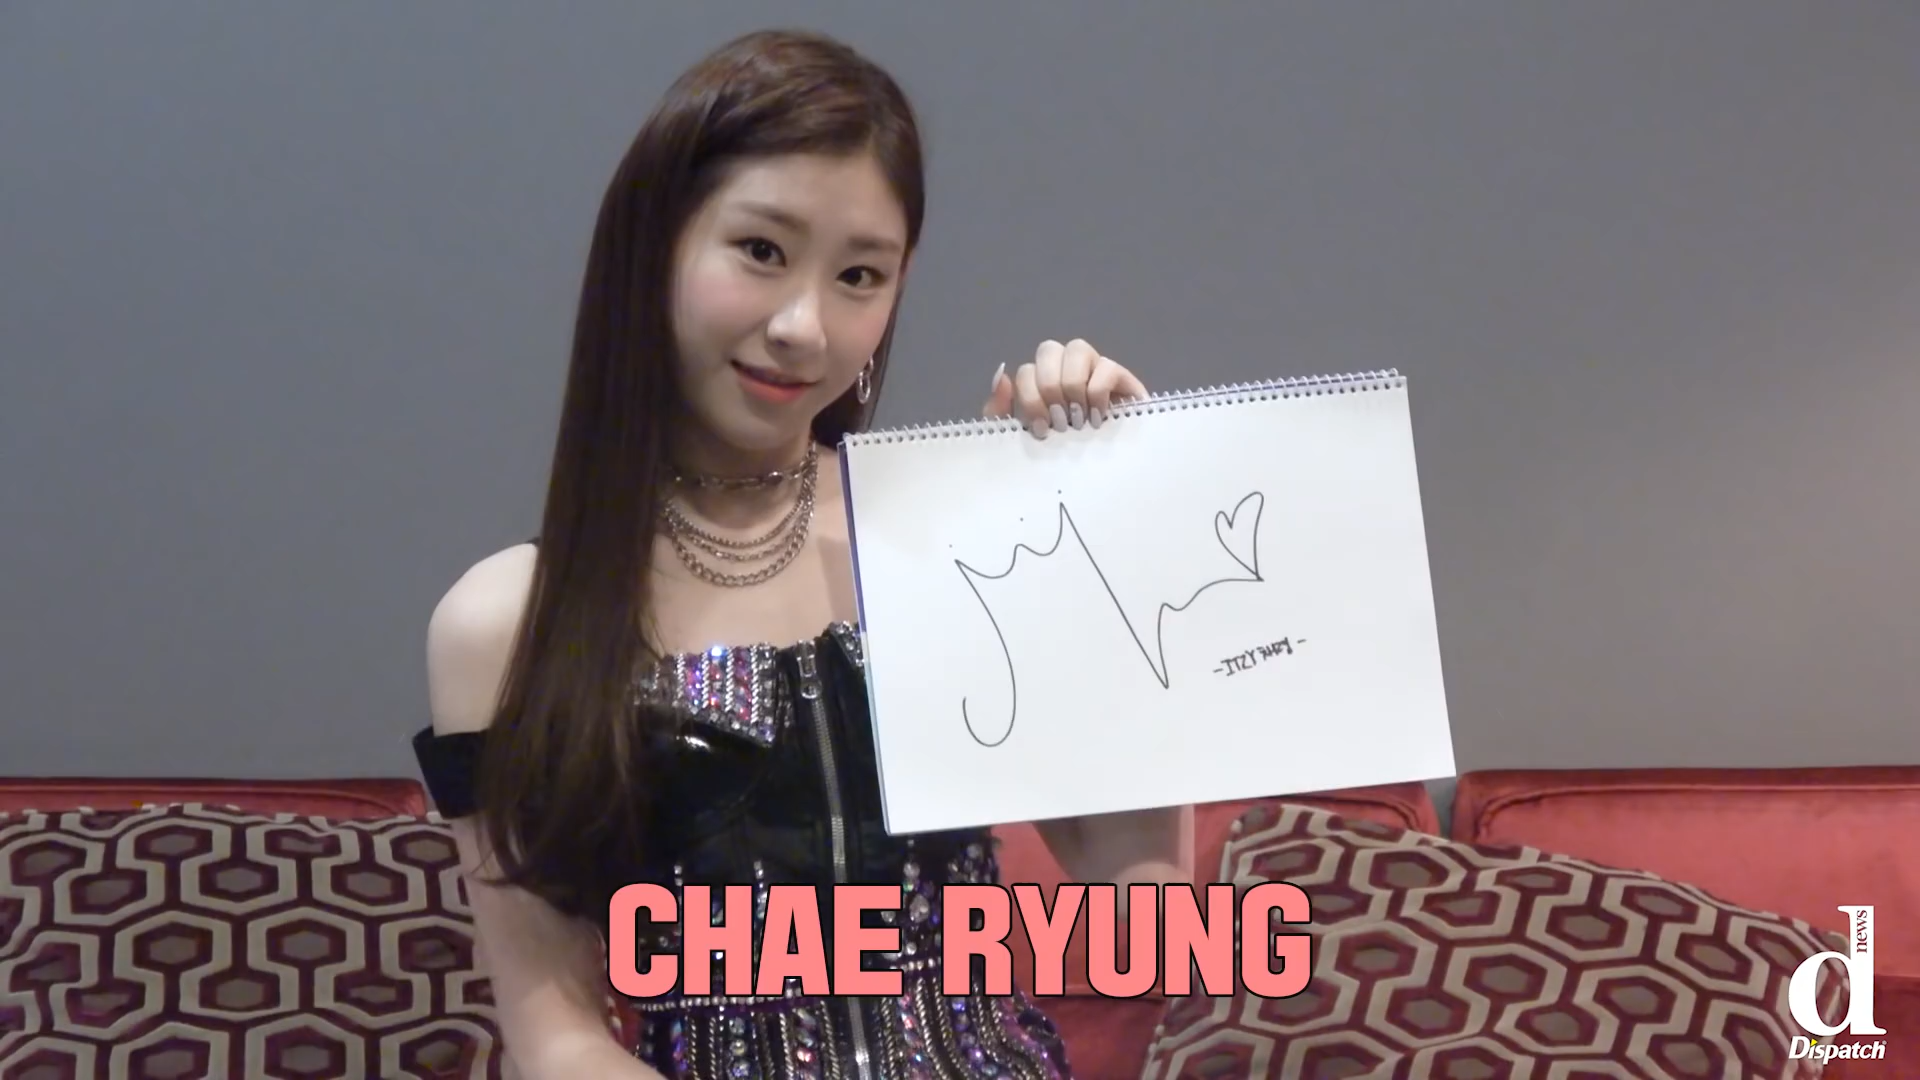 -ITZY 채령-
CHAE RYUNG
news
d
Dispatch